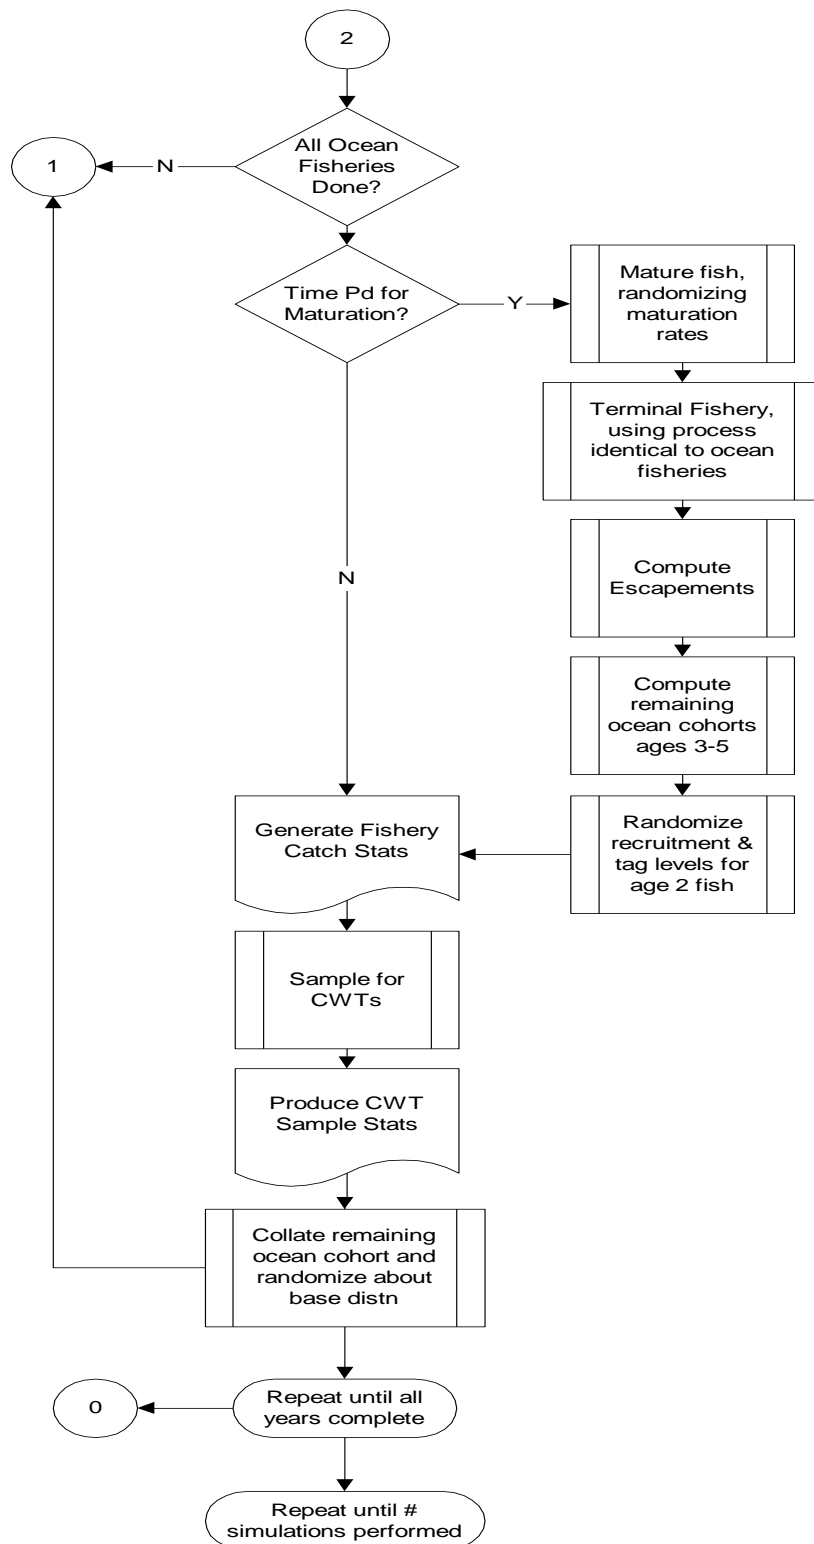 2
All Ocean
Fisheries
Done?
N
1
Time Pd for
Maturation?
Y
Mature fish,
randomizing
maturation
rates
Terminal Fishery,
using process
identical to ocean
fisheries
Compute
Escapements
N
Compute
remaining
ocean cohorts
ages 3-5
Randomize
recruitment &
tag levels for
age 2 fish
Generate Fishery
Catch Stats
Sample for
CWTs
Produce CWT
Sample Stats
Collate remaining
ocean cohort and
randomize about
base distn
Repeat until all
years complete
0
Repeat until #
simulations performed